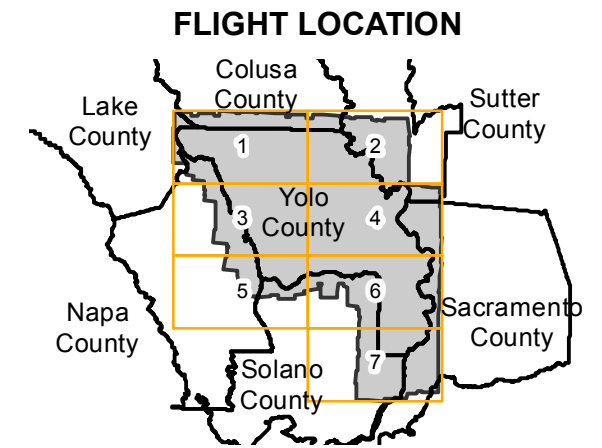 FLIGHT LOCATION
Colusa
County
Lake
County
Sutter
County
1
2
Yolo
County
3
4
5
6
Napa
County
Sacramento
County
7
Solano
County